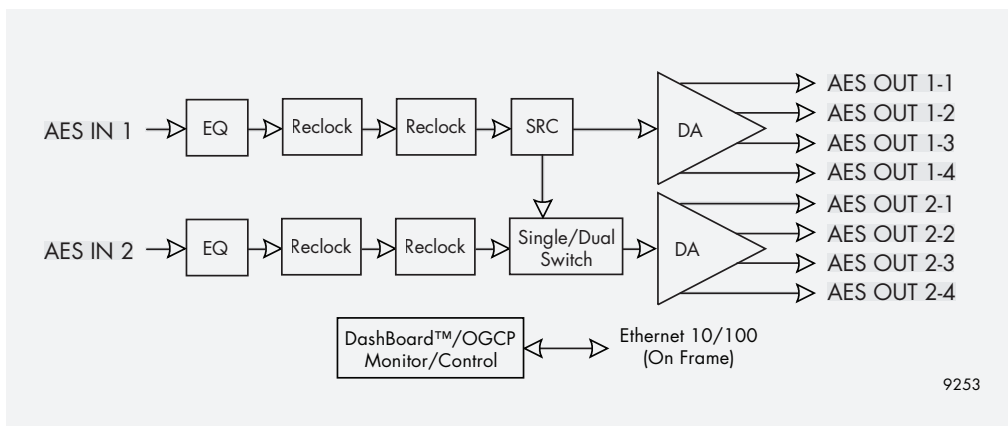 AES IN 1
EQ
Reclock
Reclock
SRC
DA
AES OUT 1-1
AES OUT 1-2
AES OUT 1-3
AES OUT 1-4
AES IN 2
EQ
Reclock
Reclock
Single/Dual
Switch
DA
AES OUT 2-1
AES OUT 2-2
AES OUT 2-3
AES OUT 2-4
DashBoard™/OGCP
Monitor/Control
Ethernet 10/100
(On Frame)
9253